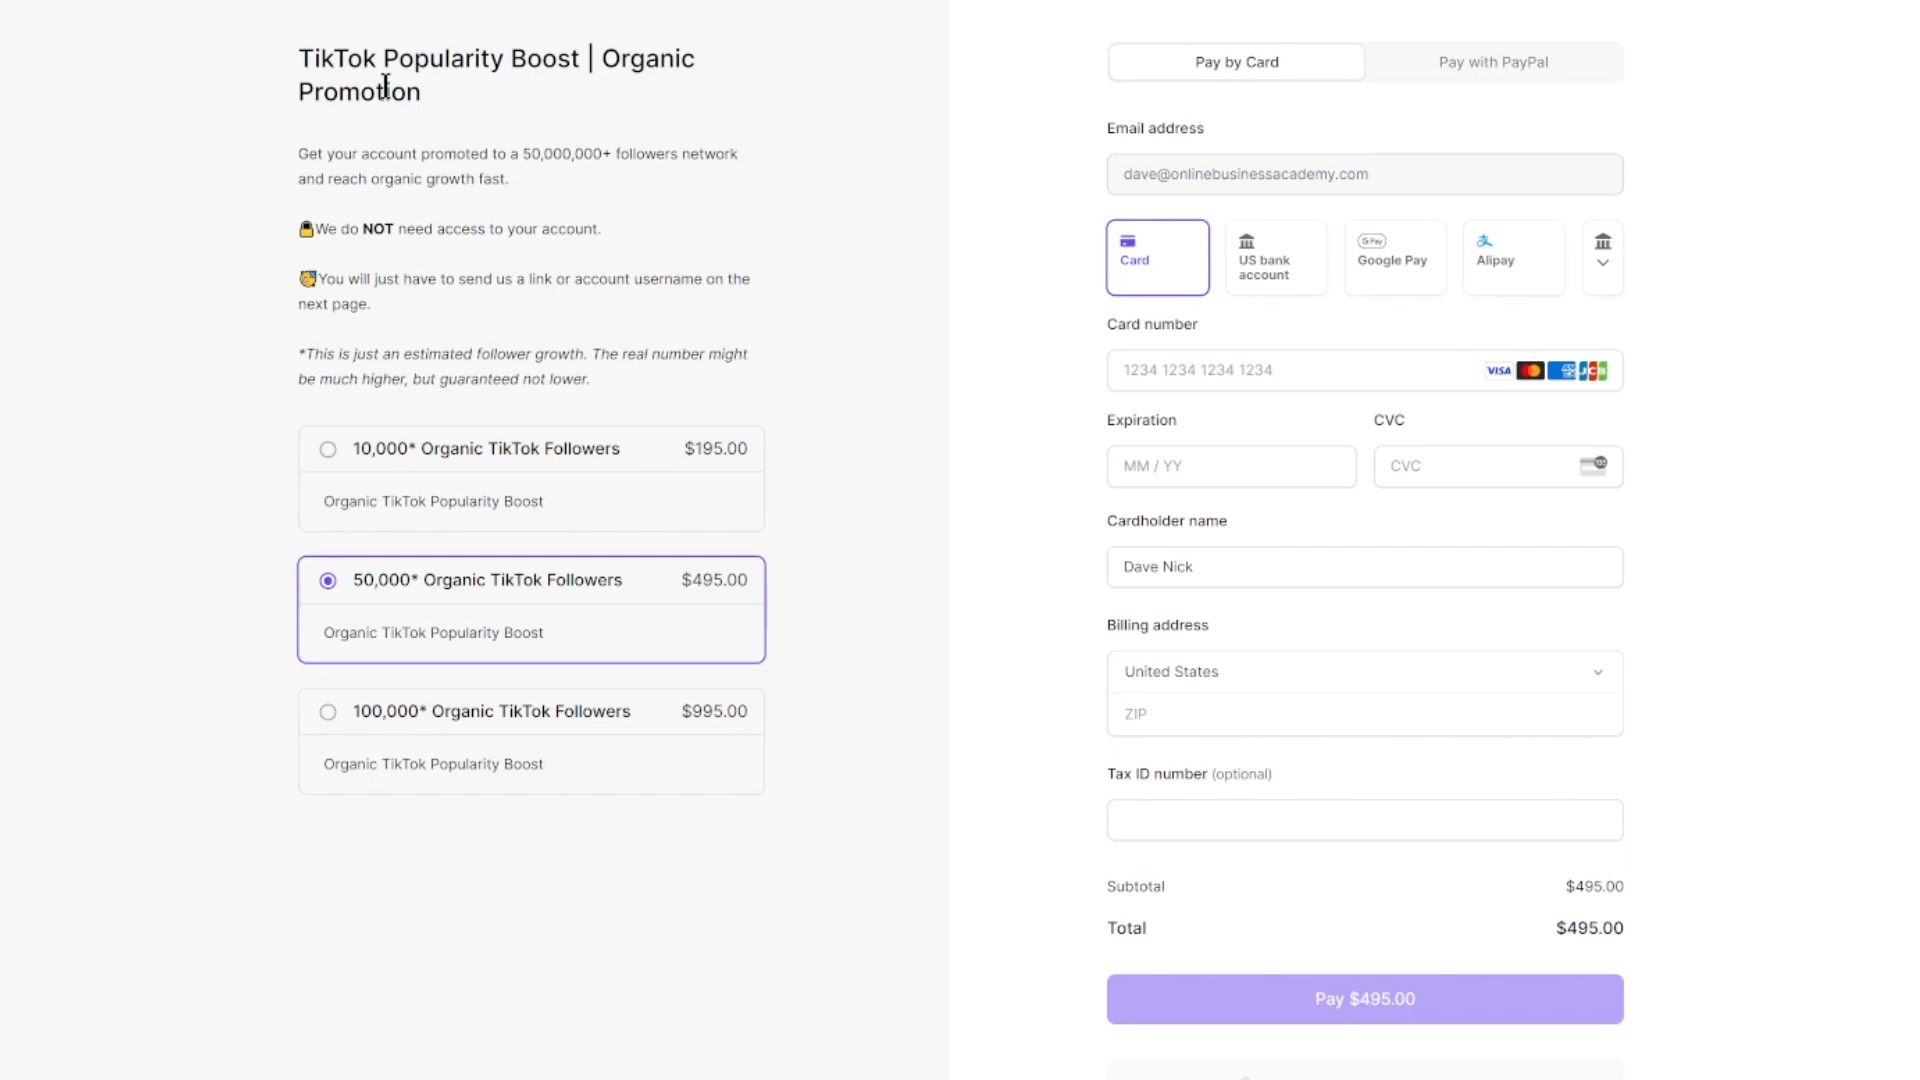 TikTok Popularity Boost | Organic
Promotion
Get your account promoted to a 50,000,000+ followers network
and reach organic growth fast.
We do NOT need access to your account.
You will just have to send us a link or account username on the
next page.
*This is just an estimated follower growth. The real number might
be much higher, but guaranteed not lower.
10,000* Organic TikTok Followers $195.00
Organic TikTok Popularity Boost
50,000* Organic TikTok Followers $495.00
Organic TikTok Popularity Boost
100,000* Organic TikTok Followers $995.00
Organic TikTok Popularity Boost
Pay by Card Pay with PayPal
Email address
dave@onlinebusinessacademy.com
Card
US bank
account
G Pay
Google Pay
Alipay
Card number
1234 1234 1234 1234 VISA JCB
Expiration CVC
MM / YY CVC
Cardholder name
Dave Nick
Billing address
United States
ZIP
Tax ID number (optional)
Subtotal $495.00
Total $495.00
Pay $495.00